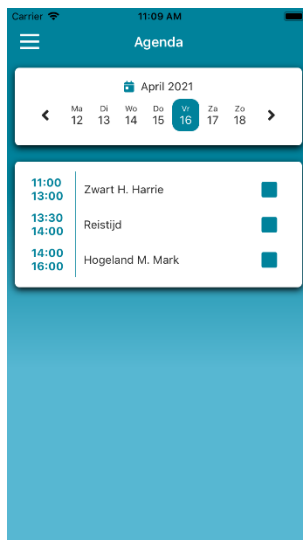 Carrier 11:09 AM
Agenda
April 2021
Ma Di Wo Do Vr Za Zo
12 13 14 15 16 17 18
11:00
13:00 Zwart H. Harrie
13:30
14:00 Reistijd
14:00
16:00 Hogeland M. Mark